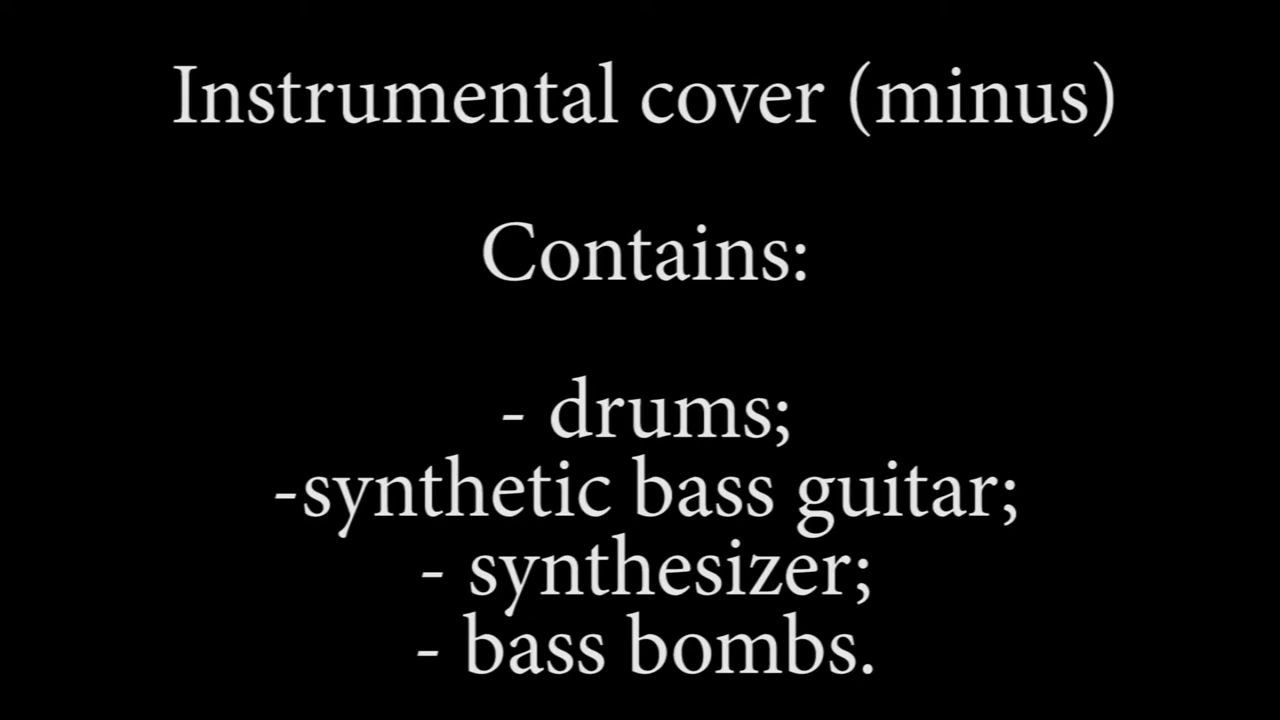 Instrumental cover (minus)
Contains:
- drums;
-synthetic bass guitar;
- synthesizer;
- bass bombs.